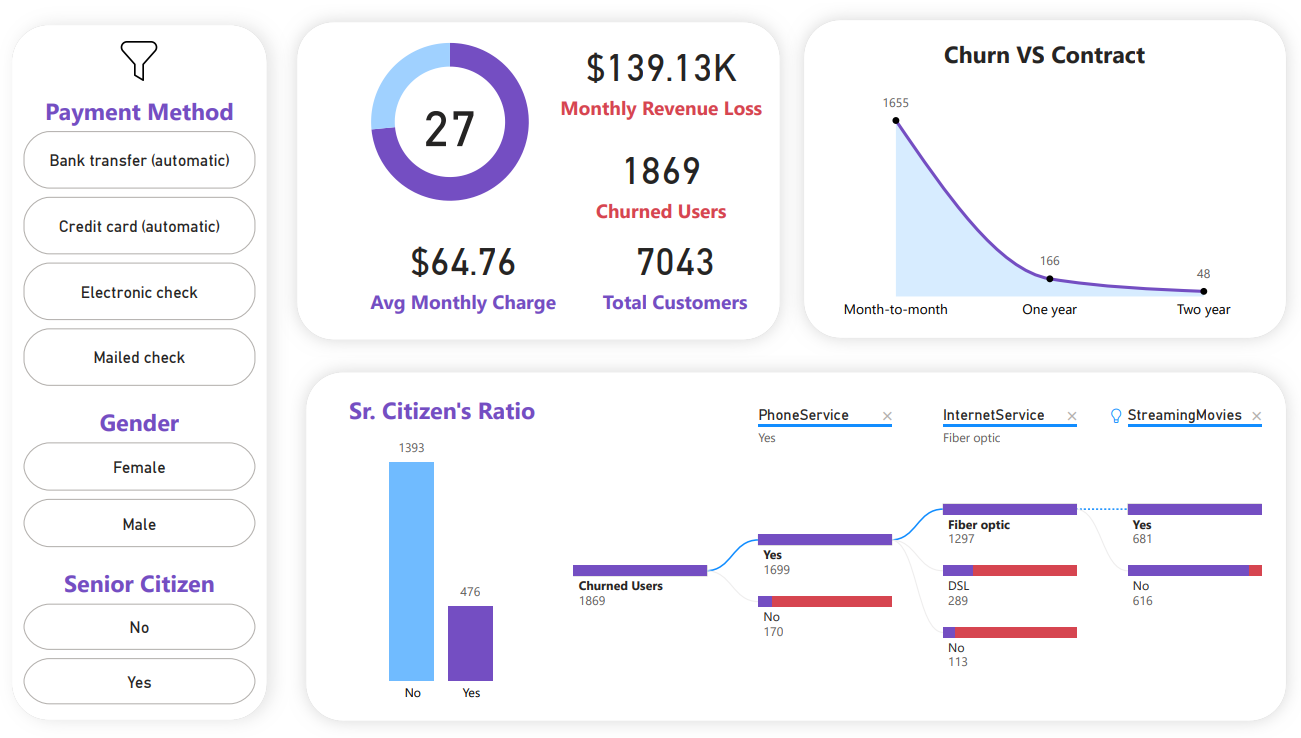 Payment Method
Bank transfer (automatic)
Credit card (automatic)
Electronic check
Mailed check
Gender
Female
Male
Senior Citizen
No
Yes
27
$139.13K
Monthly Revenue Loss
1869
Churned Users
$64.76
Avg Monthly Charge
7043
Total Customers
Churn VS Contract
1655
166
48
Month-to-month
One year
Two year
Sr. Citizen's Ratio
1393
476
No
Yes
PhoneService
Yes
InternetService
Fiber optic
StreamingMovies
Churned Users
1869
Yes
1699
No
170
Fiber optic
1297
DSL
289
No
113
Yes
681
No
616